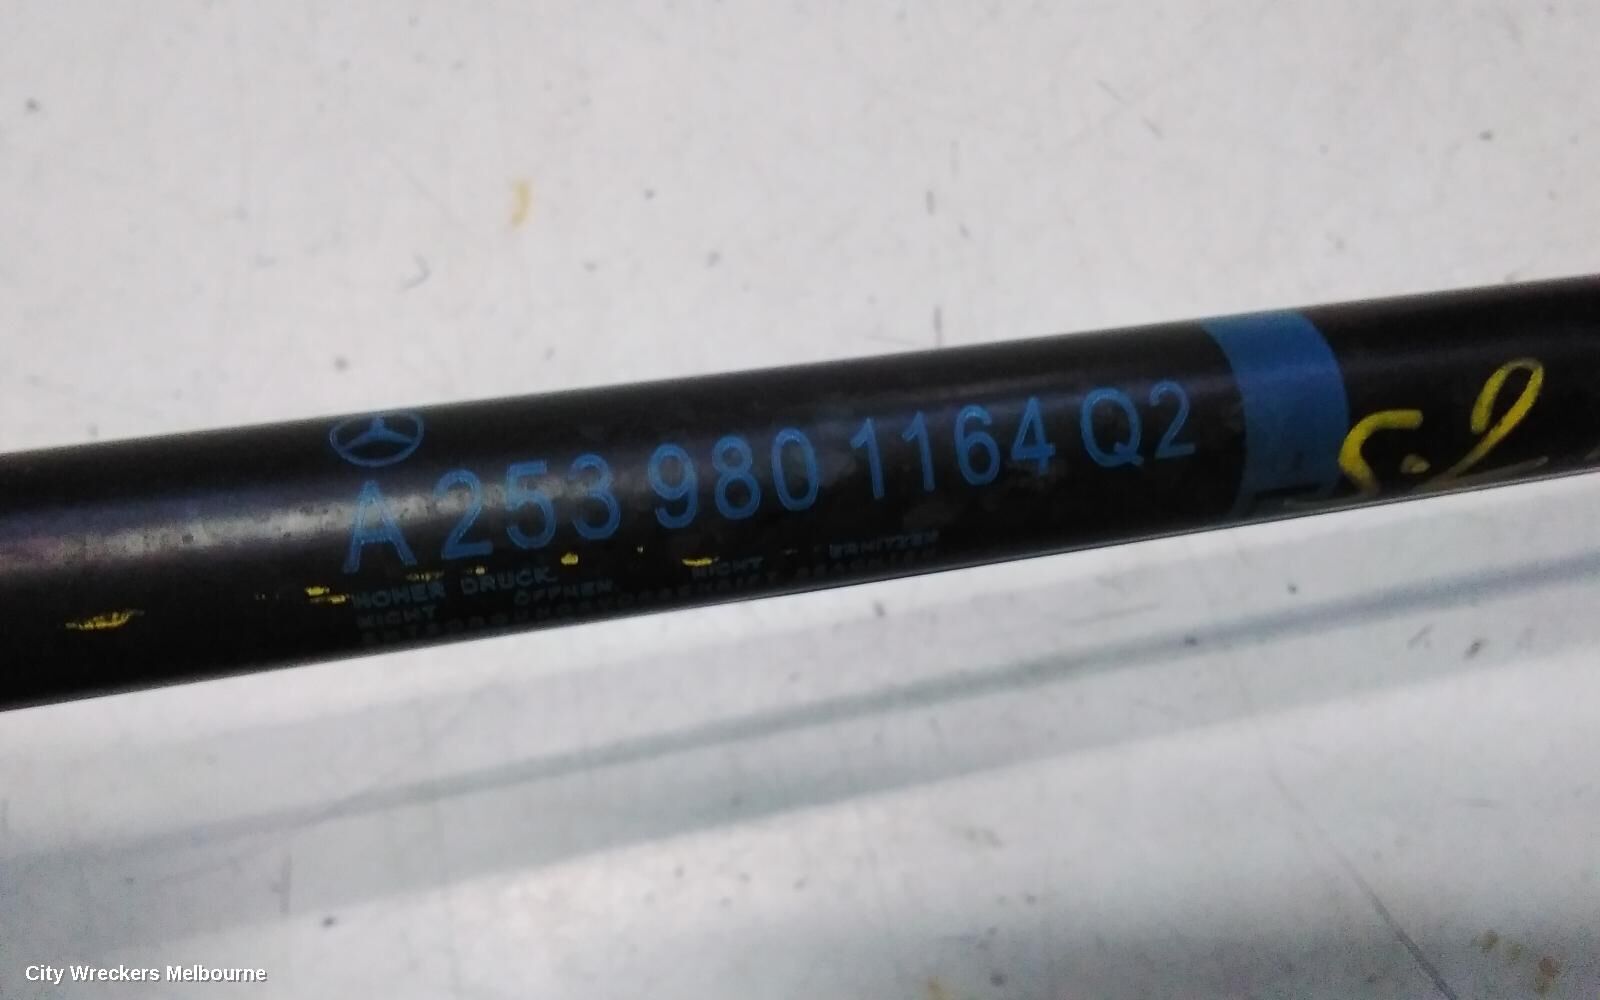 A 253 980 1164 Q2
HOHER DRUCK
NICHT ÖFFNEN NICHT ERHITZEN
City Wreckers Melbourne